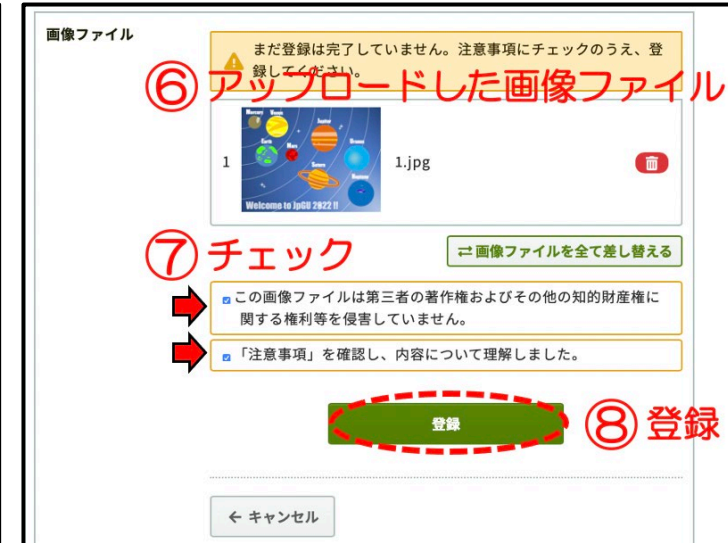 画像ファイル
まだ登録は完了していません。注意事項にチェックのうえ、登
録してください。
⑥アップロードした画像ファイル
1
Mercury
Venus
Earth
Mars
Jupiter
Saturn
Uranus
Neptune
Welcome to JpGU 2022 !!
1.jpg
⑦チェック
画像ファイルを全て差し替える
この画像ファイルは第三者の著作権およびその他の知的財産権に
関する権利等を侵害していません。
「注意事項」を確認し、内容について理解しました。
登録
⑧登録
← キャンセル